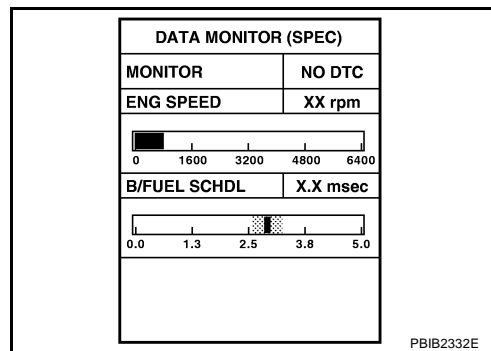 DATA MONITOR (SPEC)
MONITOR NO DTC
ENG SPEED XX rpm
0 1600 3200 4800 6400
B/FUEL SCHDL X.X msec
0.0 1.3 2.5 3.8 5.0
PBIB2332E